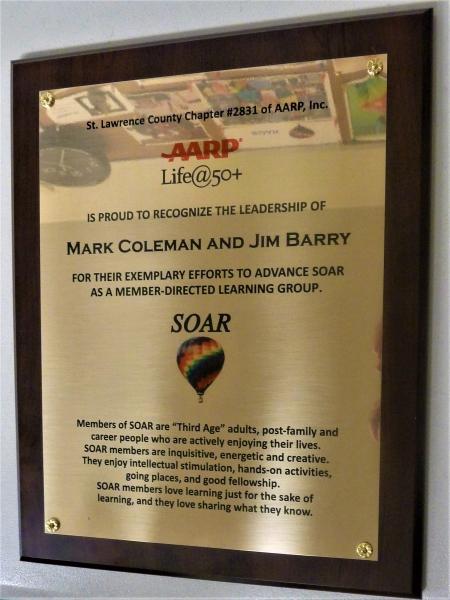 St. Lawrence County Chapter #2831 of AARP, Inc.
AARP®
Life@50+
IS PROUD TO RECOGNIZE THE LEADERSHIP OF
MARK COLEMAN AND JIM BARRY
FOR THEIR EXEMPLARY EFFORTS TO ADVANCE SOAR
AS A MEMBER-DIRECTED LEARNING GROUP.
SOAR
Members of SOAR are "Third Age" adults, post-family and
career people who are actively enjoying their lives.
SOAR members are inquisitive, energetic and creative.
They enjoy intellectual stimulation, hands-on activities,
going places, and good fellowship.
SOAR members love learning just for the sake of
learning, and they love sharing what they know.